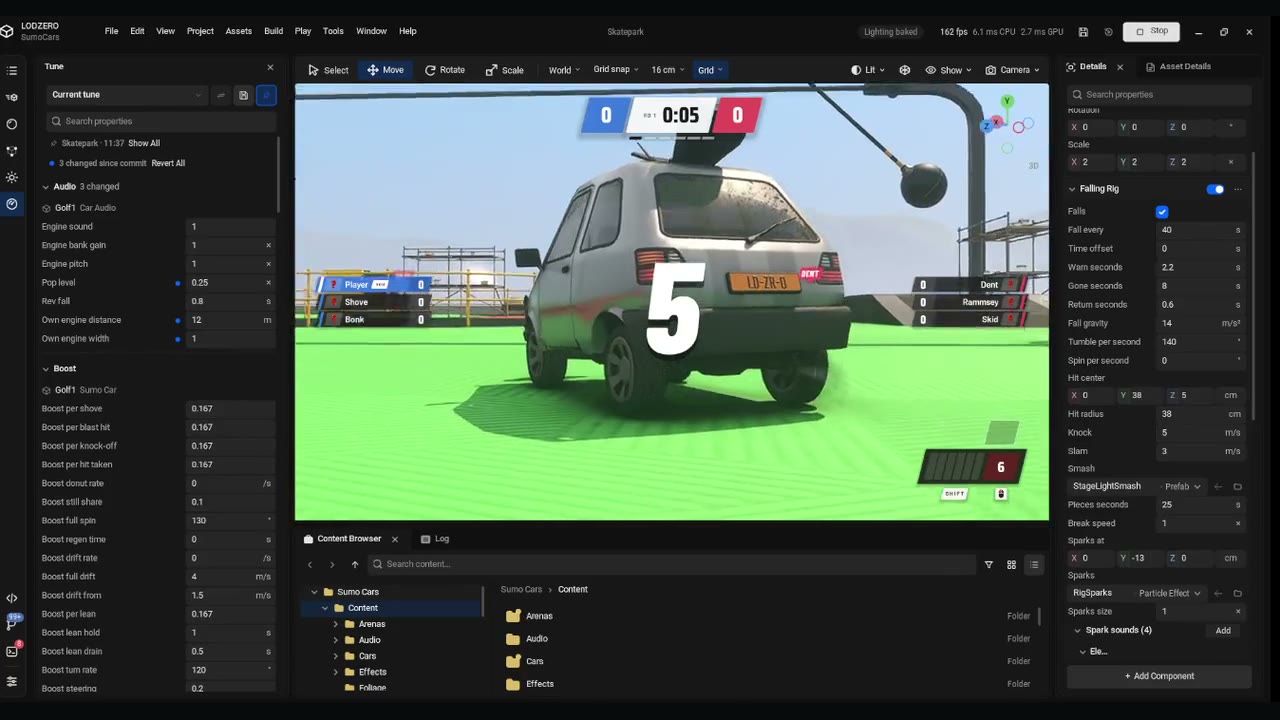 LODZERO
SumoCars
File Edit View Project Assets Build Play Tools Window Help
Skatepark
Lighting baked
162 fps 6.1 ms CPU 2.7 ms GPU
Stop
Tune
Current tune
Search properties
Skatepark · 11:37 Show All
3 changed since commit Revert All
Audio 3 changed
Golf1 Car Audio
Engine sound 1
Engine bank gain 1 ×
Engine pitch 1 ×
Pop level 0.25 ×
Rev fall 0.8 s
Own engine distance 12 m
Own engine width 1
Boost
Golf1 Sumo Car
Boost per shove 0.167
Boost per blast hit 0.167
Boost per knock-off 0.167
Boost per hit taken 0.167
Boost donut rate 0 /s
Boost still share 0.1
Boost full spin 130 °
Boost regen time 0 s
Boost drift rate 0 /s
Boost full drift 4 m/s
Boost drift from 1.5 m/s
Boost per lean 0.167
Boost lean hold 1 s
Boost lean drain 0.5 s
Boost turn rate 120 °
Boost steering 0.2
99+
8
Select Move Rotate Scale World Grid snap 16 cm Grid Lit Show Camera
0 RD 1 0:05 0
Y
Z X
3D
Player 0
Shove 0
Bonk 0
5
LD-ZR-0
DENT
0 Dent
0 Rammsey
0 Skid
6
SHIFT
Content Browser Log
Search content...
Sumo Cars
Content
Arenas
Audio
Cars
Effects
Foliage
Sumo Cars › Content
Arenas Folder
Audio Folder
Cars Folder
Effects Folder
Details Asset Details
Search properties
Rotation
X 0 Y 0 Z 0 °
Scale
X 2 Y 2 Z 2 ×
Falling Rig
Falls
Fall every 40 s
Time offset 0 s
Warn seconds 2.2 s
Gone seconds 8 s
Return seconds 0.6 s
Fall gravity 14 m/s²
Tumble per second 140 °
Spin per second 0 °
Hit center
X 0 Y 38 Z 5 cm
Hit radius 38 cm
Knock 5 m/s
Slam 3 m/s
Smash
StageLightSmash · Prefab
Pieces seconds 25 s
Break speed 1 ×
Sparks at
X 0 Y -13 Z 0 cm
Sparks
RigSparks · Particle Effect
Sparks size 1 ×
Spark sounds (4) Add
Ele...
+ Add Component